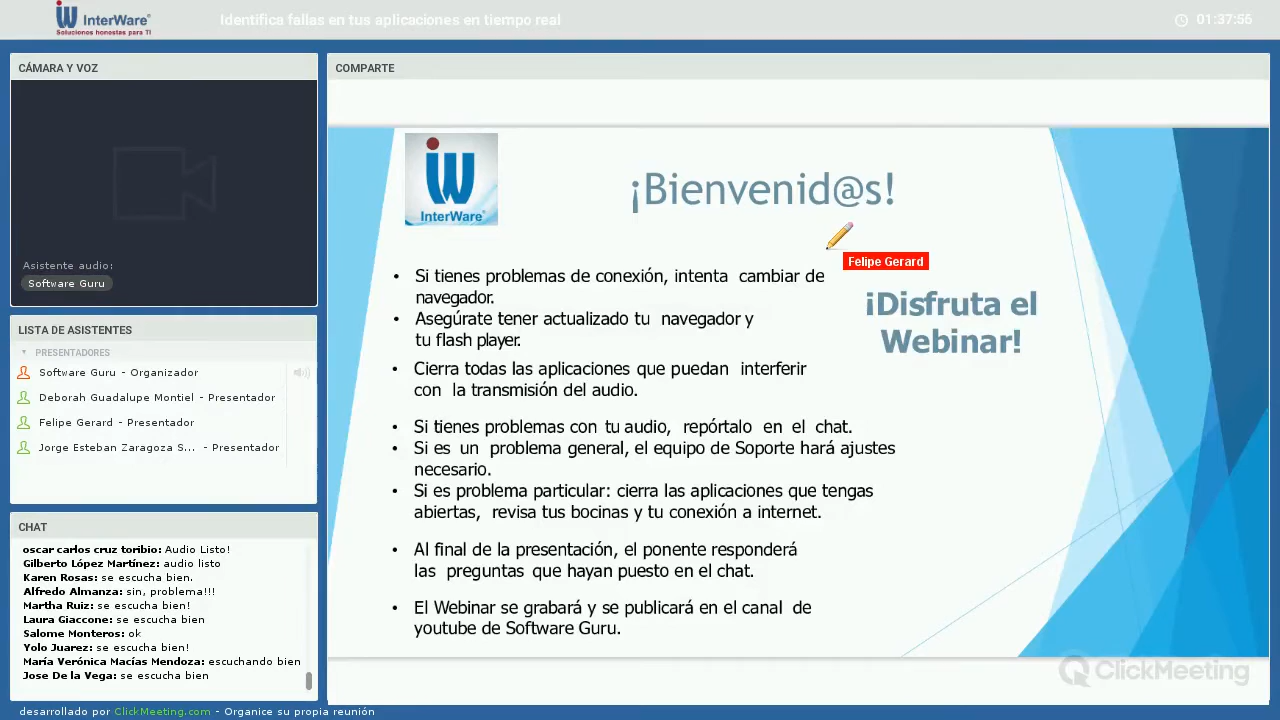 InterWare®
Soluciones honestas para TI
Identifica fallas en tus aplicaciones en tiempo real
01:37:56
CÁMARA Y VOZ
Asistente audio:
Software Guru
LISTA DE ASISTENTES
PRESENTADORES
Software Guru - Organizador
Deborah Guadalupe Montiel - Presentador
Felipe Gerard - Presentador
Jorge Esteban Zaragoza S... - Presentador
CHAT
oscar carlos cruz toribio: Audio Listo!
Gilberto López Martínez: audio listo
Karen Rosas: se escucha bien.
Alfredo Almanza: sin, problema!!!
Martha Ruiz: se escucha bien!
Laura Giaccone: se escucha bien
Salome Monteros: ok
Yolo Juarez: se escucha bien!
María Verónica Macías Mendoza: escuchando bien
Jose De la Vega: se escucha bien
COMPARTE
InterWare®
¡Bienvenid@s!
Felipe Gerard
• Si tienes problemas de conexión, intenta cambiar de
navegador.
• Asegúrate tener actualizado tu navegador y
tu flash player.
• Cierra todas las aplicaciones que puedan interferir
con la transmisión del audio.
• Si tienes problemas con tu audio, repórtalo en el chat.
• Si es un problema general, el equipo de Soporte hará ajustes
necesario.
• Si es problema particular: cierra las aplicaciones que tengas
abiertas, revisa tus bocinas y tu conexión a internet.
• Al final de la presentación, el ponente responderá
las preguntas que hayan puesto en el chat.
• El Webinar se grabará y se publicará en el canal de
youtube de Software Guru.
¡Disfruta el
Webinar!
ClickMeeting
desarrollado por ClickMeeting.com - Organice su propia reunión